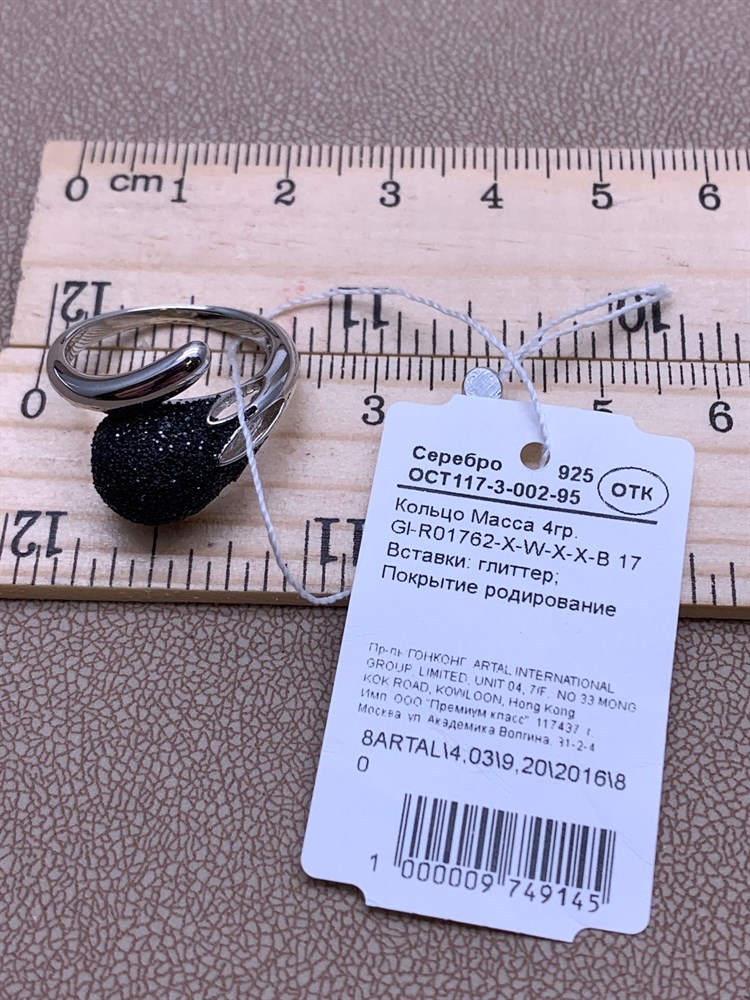 0 cm 1 2 3 4 5 6
12 11 10
0 3 5 6
12 11
Серебро 925
ОСТ117-3-002-95 ОТК
Кольцо Масса 4гр.
GI-R01762-X-W-X-X-B 17
Вставки: глиттер;
Покрытие родирование
Пр-ль ГОНКОНГ ARTAL INTERNATIONAL
GROUP LIMITED, UNIT 04, 7/F, NO 33 MONG
KOK ROAD, KOWLOON, Hong Kong
Имп. ООО "Премиум класс" 117437, г.
Москва, ул. Академика Волгина, 31-2-4
8ARTAL\4,03\9,20\2016\8
0
1 000009 749145